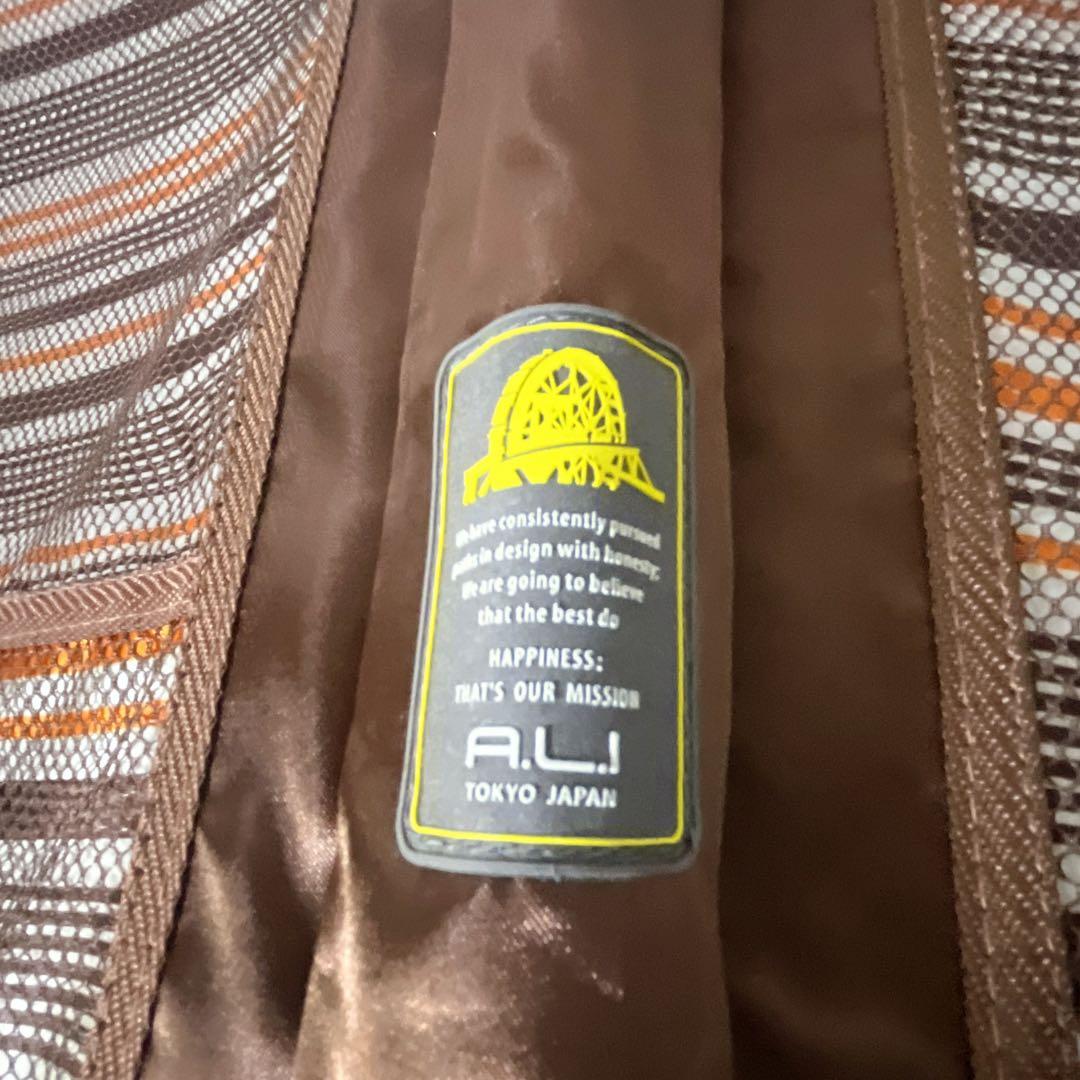 We have consistently pursued
paths in design with honesty;
We are going to believe
that the best do
HAPPINESS:
THAT'S OUR MISSION
A.L.I
TOKYO JAPAN